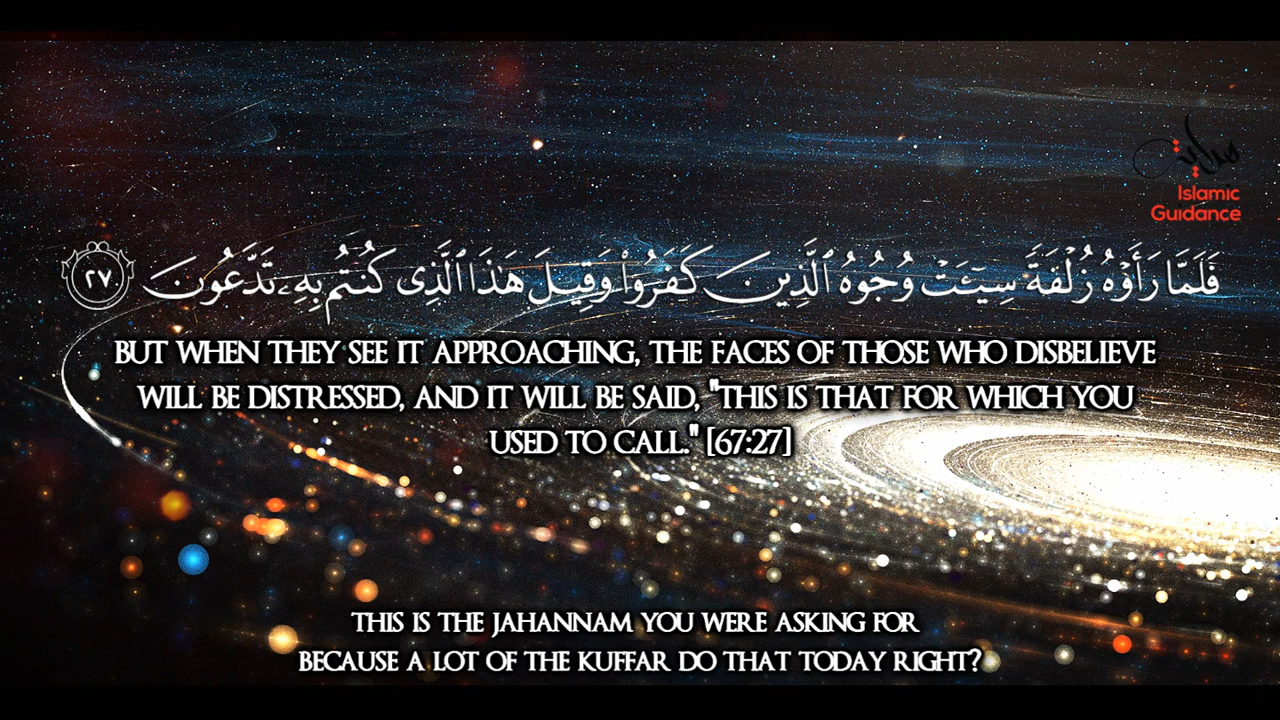 هداية
Islamic
Guidance
فَلَمَّا رَأَوْهُ زُلْفَةً سِيٓـَٔتْ وُجُوهُ ٱلَّذِينَ كَفَرُوا۟ وَقِيلَ هَٰذَا ٱلَّذِى كُنتُم بِهِۦ تَدَّعُونَ ٢٧
BUT WHEN THEY SEE IT APPROACHING, THE FACES OF THOSE WHO DISBELIEVE
WILL BE DISTRESSED, AND IT WILL BE SAID, "THIS IS THAT FOR WHICH YOU
USED TO CALL." [67:27]
THIS IS THE JAHANNAM YOU WERE ASKING FOR
BECAUSE A LOT OF THE KUFFAR DO THAT TODAY RIGHT?